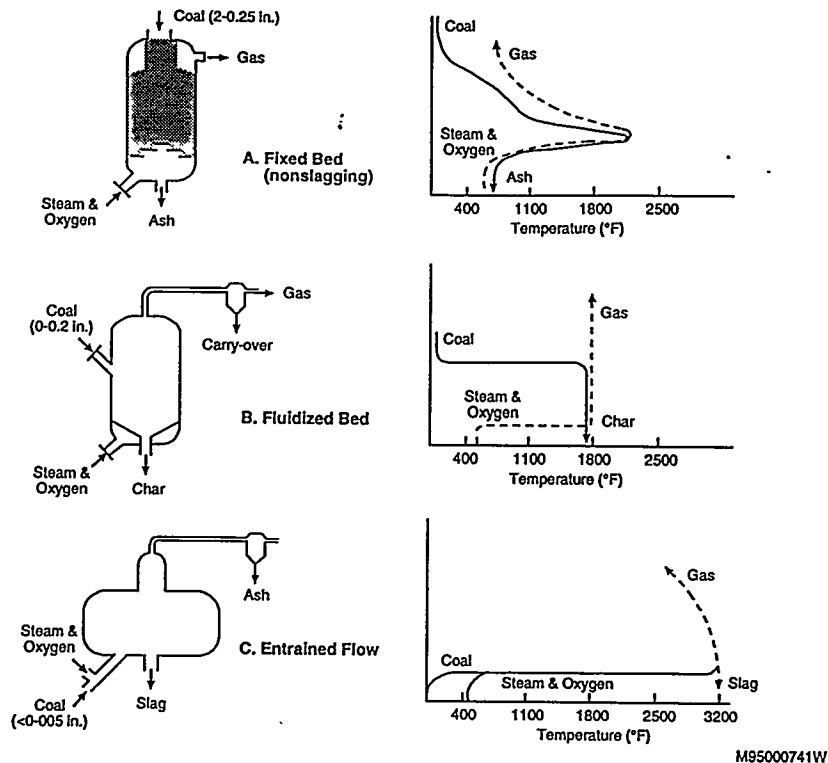 Coal (2-0.25 in.)
Gas
A. Fixed Bed
(nonslagging)
Steam &
Oxygen
Ash
Coal
Gas
Steam &
Oxygen
Ash
400 1100 1800 2500
Temperature (°F)
Coal
(0-0.2 in.)
Gas
Carry-over
B. Fluidized Bed
Steam &
Oxygen
Char
Coal
Gas
Steam &
Oxygen
Char
400 1100 1800 2500
Temperature (°F)
Ash
Steam &
Oxygen
C. Entrained Flow
Coal
(<0-005 in.)
Slag
Gas
Coal
Steam & Oxygen
Slag
400 1100 1800 2500 3200
Temperature (°F)
M95000741W